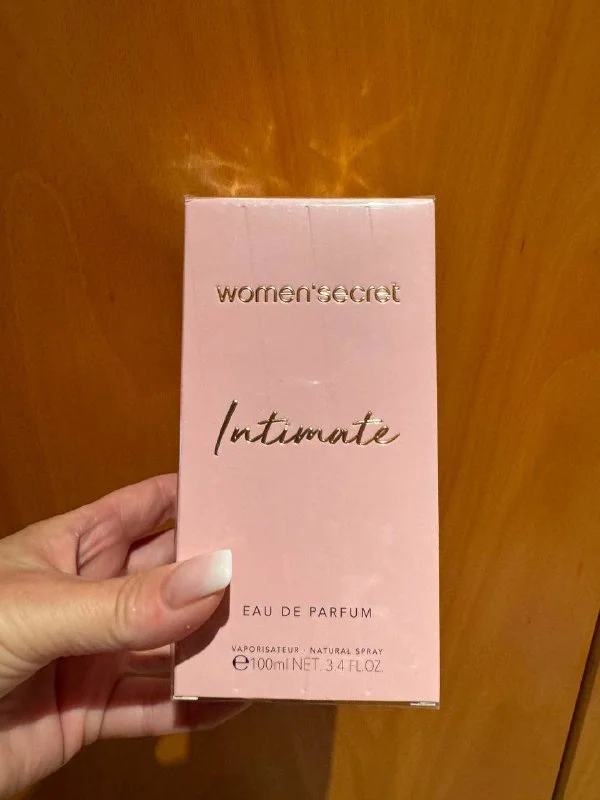 women'secret
Intimate
EAU DE PARFUM
VAPORISATEUR · NATURAL SPRAY
℮100ml NET. 3.4 FL.OZ.